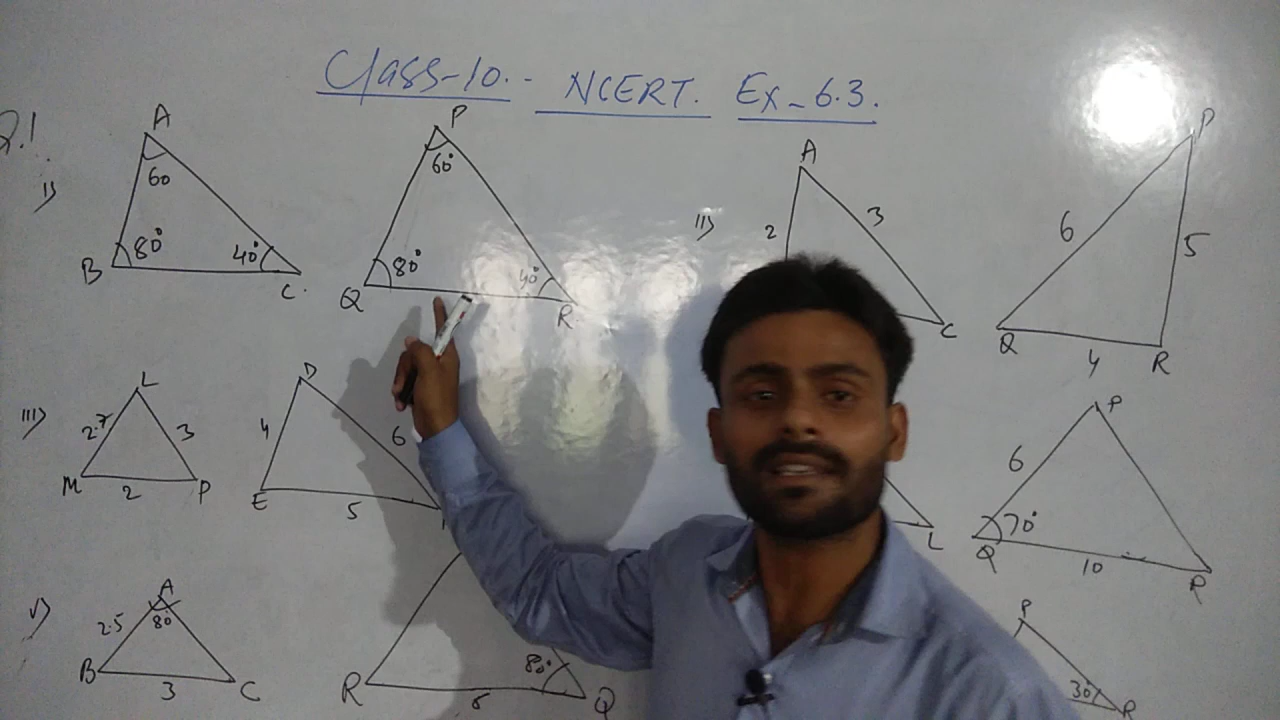 Class-10.- NCERT. Ex-6.3.
Q.1
I) A 60 B 80° 40° C.
P 60° Q 80° 40° R
II) A 2 3 C
P 6 5 Q 4 R
III) L 2.7 3 M 2 P
D 4 6 E 5
L
P 6 70° Q 10 R
V) A 80 2.5 B 3 C
R 6 80° Q
P 30° R